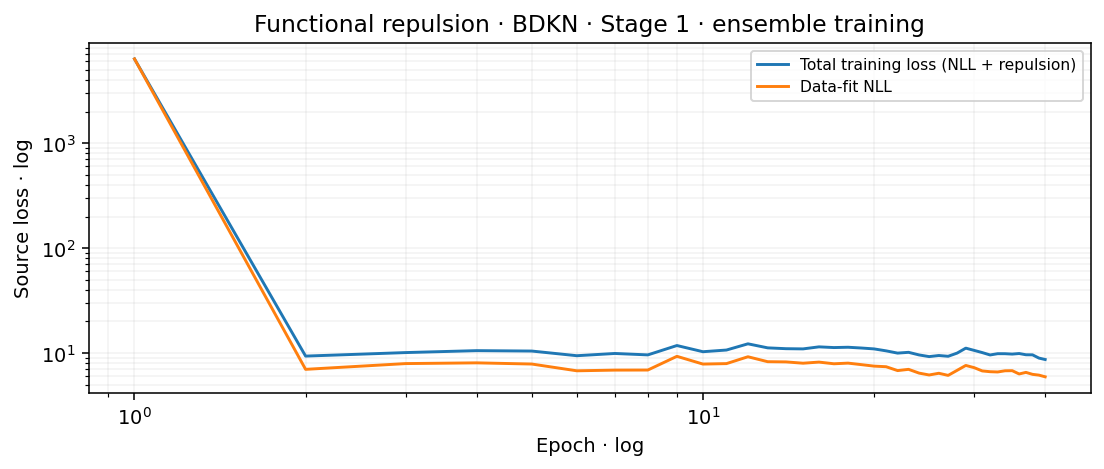 Functional repulsion · BDKN · Stage 1 · ensemble training
Total training loss (NLL + repulsion)
Data-fit NLL
Source loss · log
10³
10²
10¹
10⁰
10¹
Epoch · log